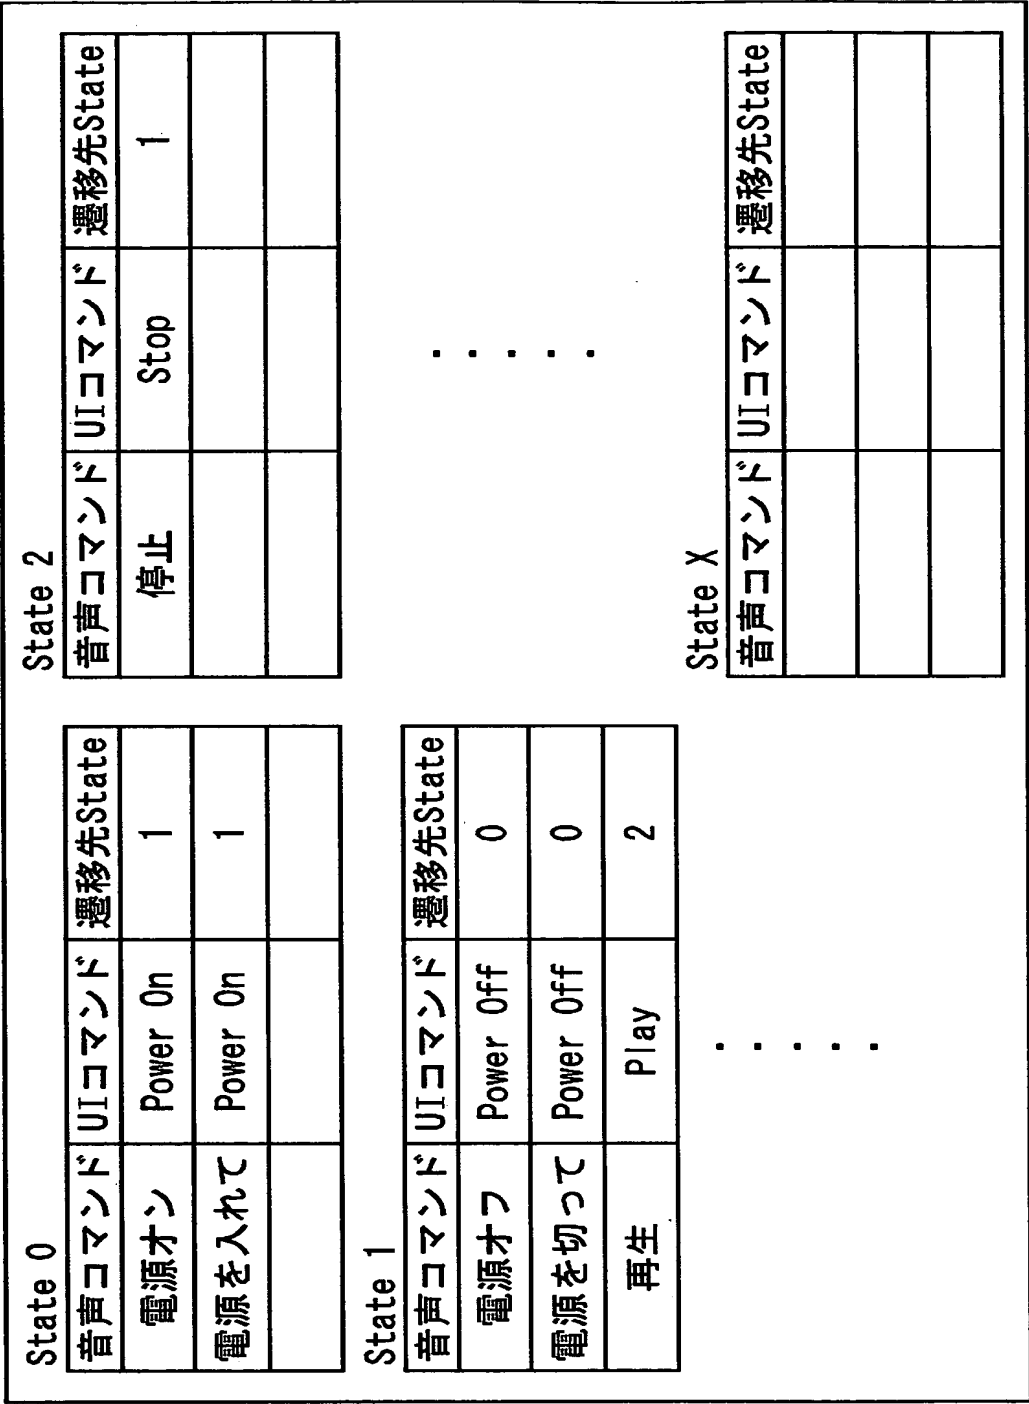 State 0
音声コマンド UIコマンド 遷移先State
電源オン Power On 1
電源を入れて Power On 1
State 1
音声コマンド UIコマンド 遷移先State
電源オフ Power Off 0
電源を切って Power Off 0
再生 Play 2
・・・・・
State 2
音声コマンド UIコマンド 遷移先State
停止 Stop 1
・・・・・
State X
音声コマンド UIコマンド 遷移先State